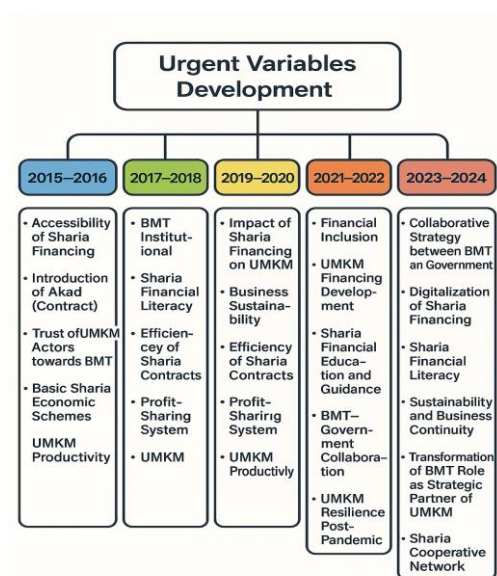 Urgent Variables
Development
2015–2016
2017–2018
2019–2020
2021–2022
2023–2024
• Accessibility
of Sharia
Financing
• Introduction
of Akad
(Contract)
• Trust ofUMKM
Actors
towards BMT
• Basic Sharia
Economic
Schemes
UMKM
Productivity
• BMT
Institut-
ional
• Sharia
Financial
Literacy
• Efficien-
cey of
Sharia
Contracts
• Profit-
Sharing
System
• UMKM
• Impact of
Sharia
Financing
on UMKM
• Business
Sustaina-
bility
• Efficiency of
Sharia
Contracts
• Profit-
Sharirg
System
• UMKM
Productivly
• Financial
Inclusion
• UMKM
Financing
Develop-
ment
• Sharia
Financial
Educa-
tion and
Guidance
• BMT–
Govern-
ment
Collabora-
tion
• UMKM
Resilience
Post-
Pandemic
• Collaborative
Strategy
between BMT
an Government
• Digitalization
of Sharia
Financing
• Sharia
Financial
Literacy
• Sustainability
and Business
Continuity
• Transformation
of BMT Role
as Strategic
Partner of
UMKM
• Sharia
Cooperative
Network